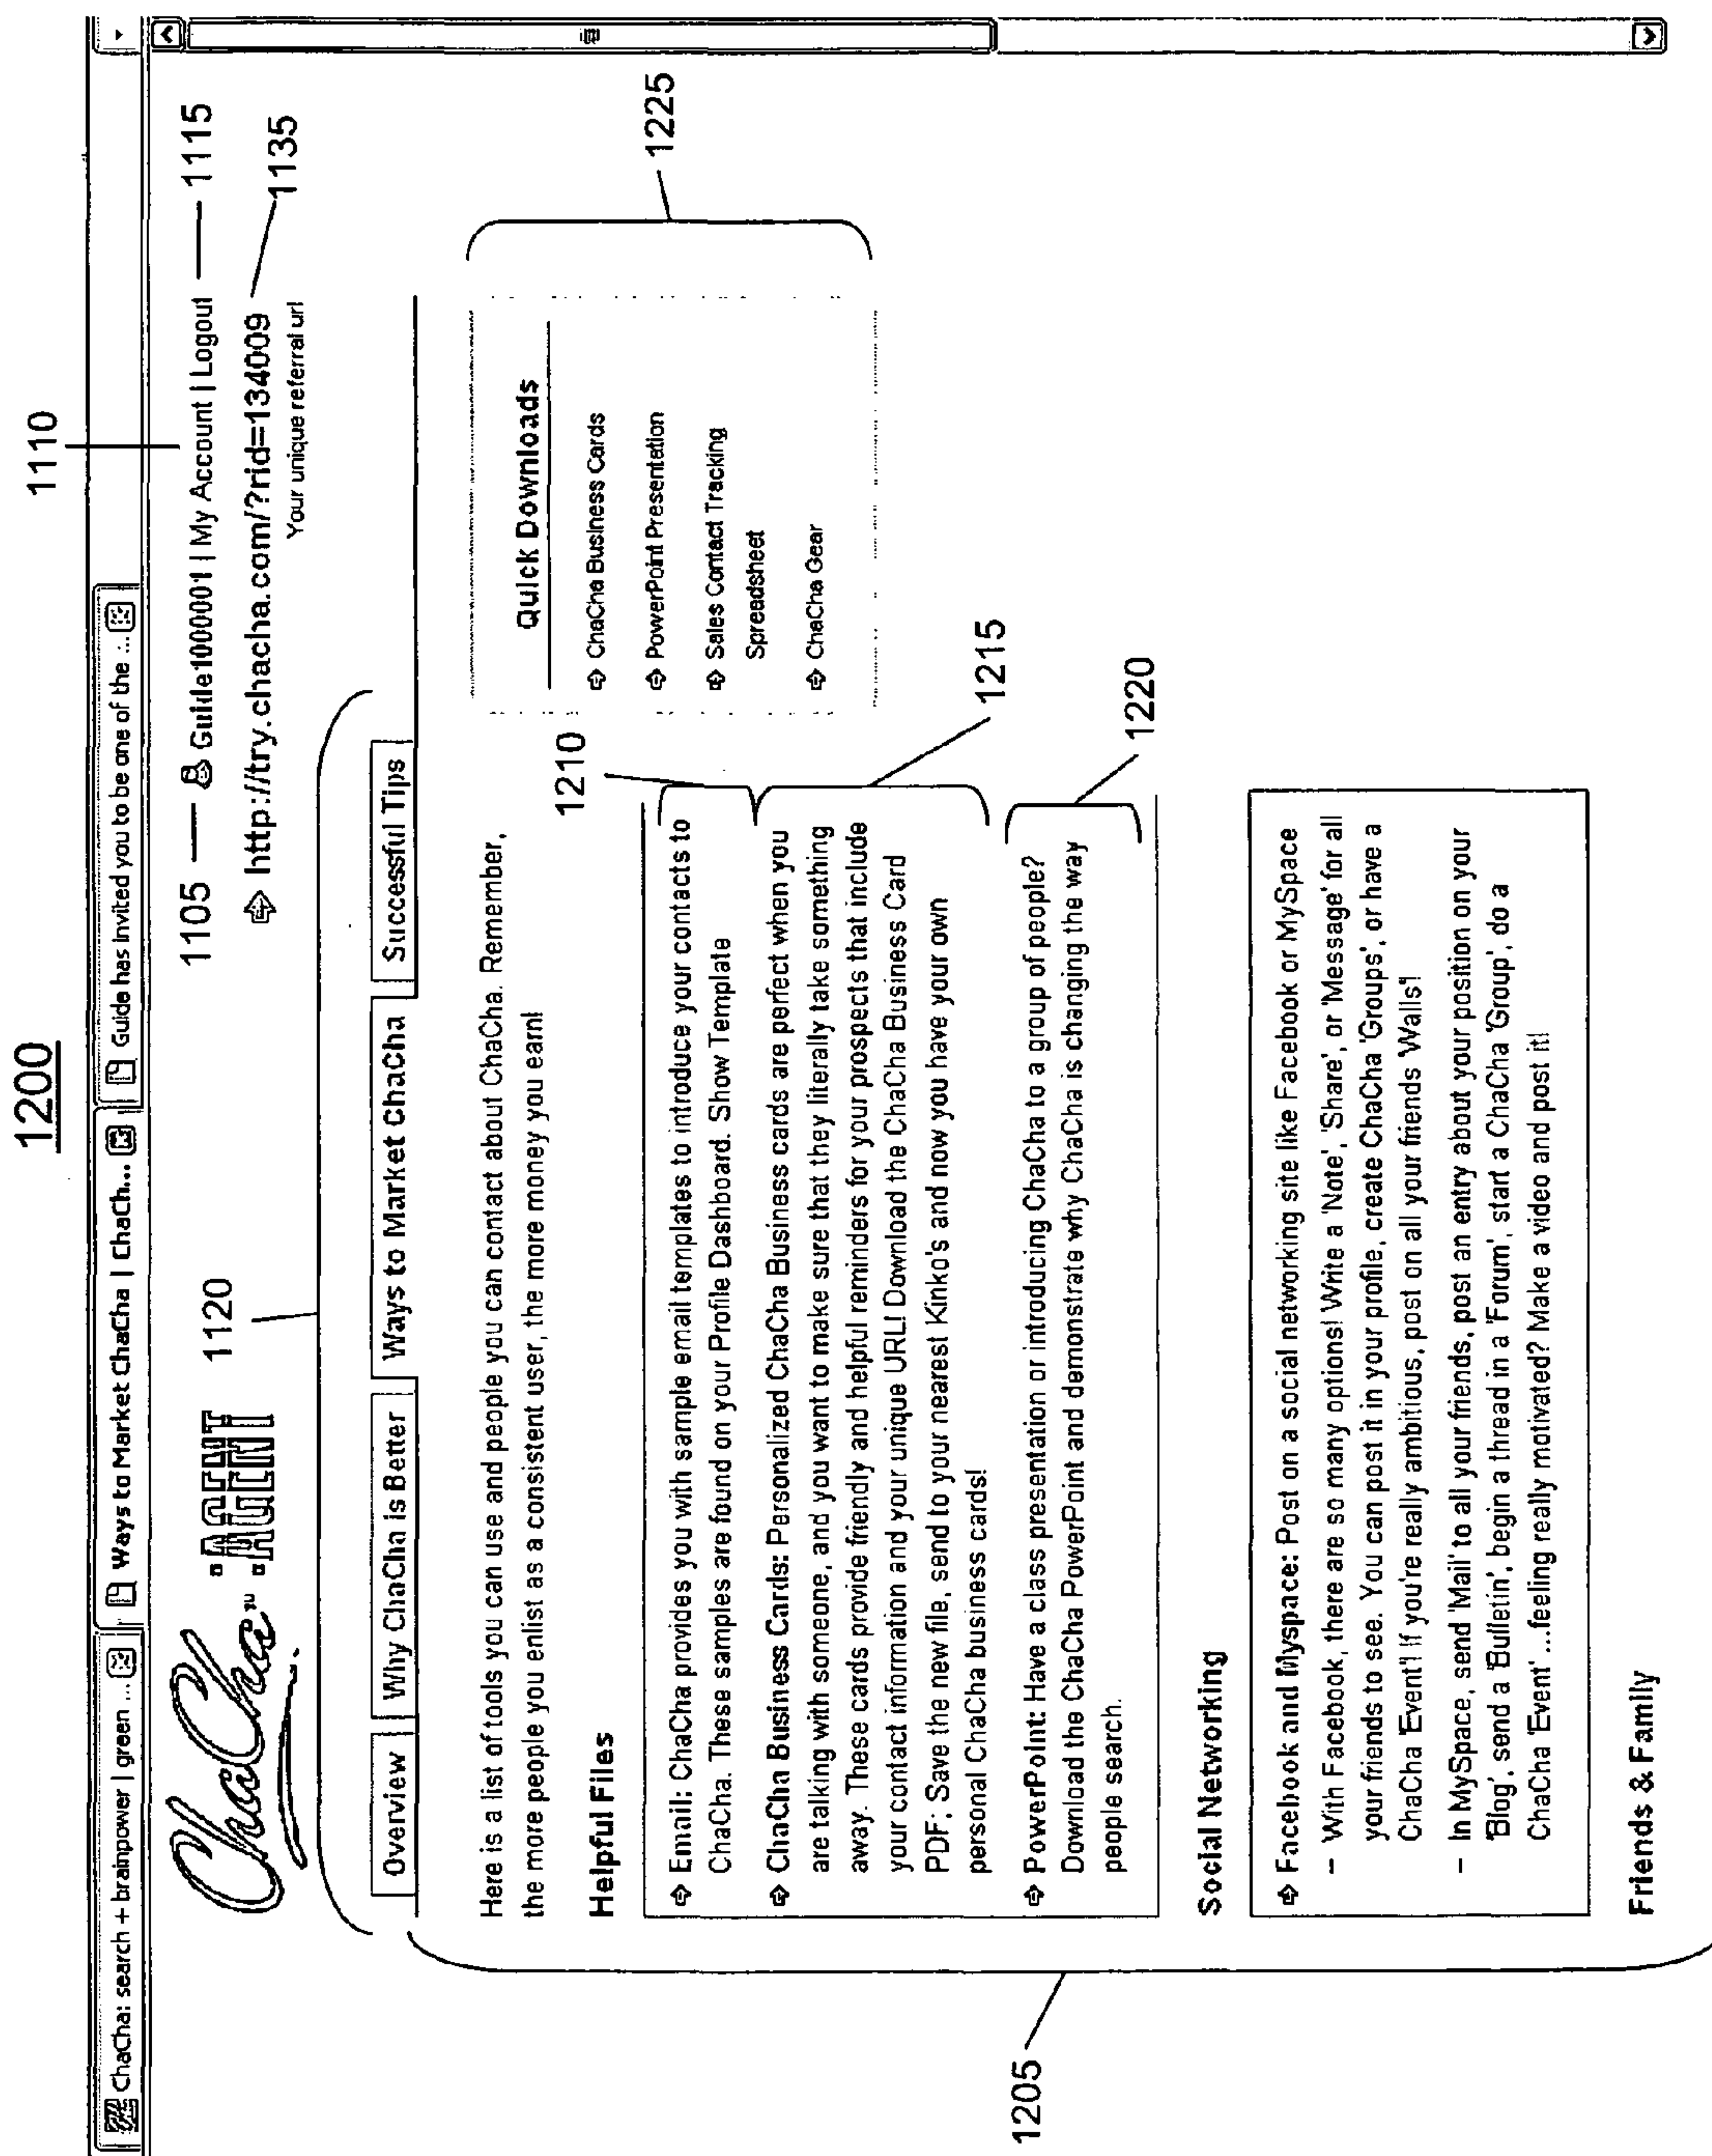 1200
ChaCha: search + brainpower | green ...
Ways to Market ChaCha | ChaCh...
Guide has invited you to be one of the ...
1110
ChaCha™ "AGENT
1105
Guide1000001 | My Account | Logout
1115
http://try.chacha.com/?rid=134009
1135
Your unique referral url
1120
Overview
Why ChaCha is Better
Ways to Market ChaCha
Successful Tips
Here is a list of tools you can use and people you can contact about ChaCha. Remember,
the more people you enlist as a consistent user, the more money you earn!
Helpful Files
1210
Email: ChaCha provides you with sample email templates to introduce your contacts to
ChaCha. These samples are found on your Profile Dashboard. Show Template
ChaCha Business Cards: Personalized ChaCha Business cards are perfect when you
are talking with someone, and you want to make sure that they literally take something
away. These cards provide friendly and helpful reminders for your prospects that include
your contact information and your unique URL! Download the ChaCha Business Card
PDF; Save the new file, send to your nearest Kinko's and now you have your own
personal ChaCha business cards!
1215
PowerPoint: Have a class presentation or introducing ChaCha to a group of people?
Download the ChaCha PowerPoint and demonstrate why ChaCha is changing the way
people search.
1220
Quick Downloads
ChaCha Business Cards
PowerPoint Presentation
Sales Contact Tracking
Spreadsheet
ChaCha Gear
1225
1205
Social Networking
Facebook and Myspace: Post on a social networking site like Facebook or MySpace
– With Facebook, there are so many options! Write a 'Note', 'Share', or 'Message' for all
your friends to see. You can post it in your profile, create ChaCha 'Groups', or have a
ChaCha 'Event'! If you're really ambitious, post on all your friends 'Walls'!
– In MySpace, send 'Mail' to all your friends, post an entry about your position on your
'Blog', send a 'Bulletin', begin a thread in a 'Forum', start a ChaCha 'Group', do a
ChaCha 'Event'...feeling really motivated? Make a video and post it!
Friends & Family